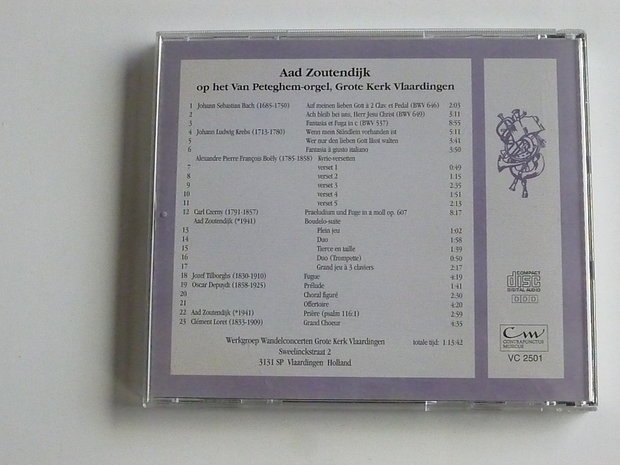 Aad Zoutendijk
op het Van Peteghem-orgel, Grote Kerk Vlaardingen
1 Johann Sebastian Bach (1685-1750) Auf meinen lieben Gott à 2 Clav. et Pedal (BWV 646) 2:03
2 Ach bleib bei uns, Herr Jesu Christ (BWV 649) 3:11
3 Fantasia et Fuga in c (BWV 537) 8:55
4 Johann Ludwig Krebs (1713-1780) Wenn mein Stündlein vorhanden ist 5:11
5 Wer nur den lieben Gott lässt walten 3:41
6 Fantasia à giusto italiano 3:50
Alexandre Pierre François Boëly (1785-1858) Kyrie-versetten
7 verset 1 0:49
8 verset 2 1:15
9 verset 3 2:35
10 verset 4 1:51
11 verset 5 2:13
12 Carl Czerny (1791-1857) Praeludium und Fuge in a moll op. 607 8:17
Aad Zoutendijk (*1941) Boudelo-suite
13 Plein jeu 1:02
14 Duo 1:58
15 Tierce en taille 1:39
16 Duo (Trompette) 0:50
17 Grand jeu à 3 claviers 2:17
18 Jozef Tilborghs (1830-1910) Fugue 4:19
19 Oscar Depuydt (1858-1925) Prélude 1:41
20 Choral figuré 2:30
21 Offertoire 4:20
22 Aad Zoutendijk (*1941) Prière (psalm 116:1) 2:59
23 Clément Loret (1833-1909) Grand Choeur 4:35
Werkgroep Wandelconcerten Grote Kerk Vlaardingen totale tijd: 1:13:42
Sweelinckstraat 2
3131 SP Vlaardingen Holland
COMPACT
disc
DIGITAL AUDIO
DDD
Cm
CONTRAPUNCTUS
MUSICUS
VC 2501